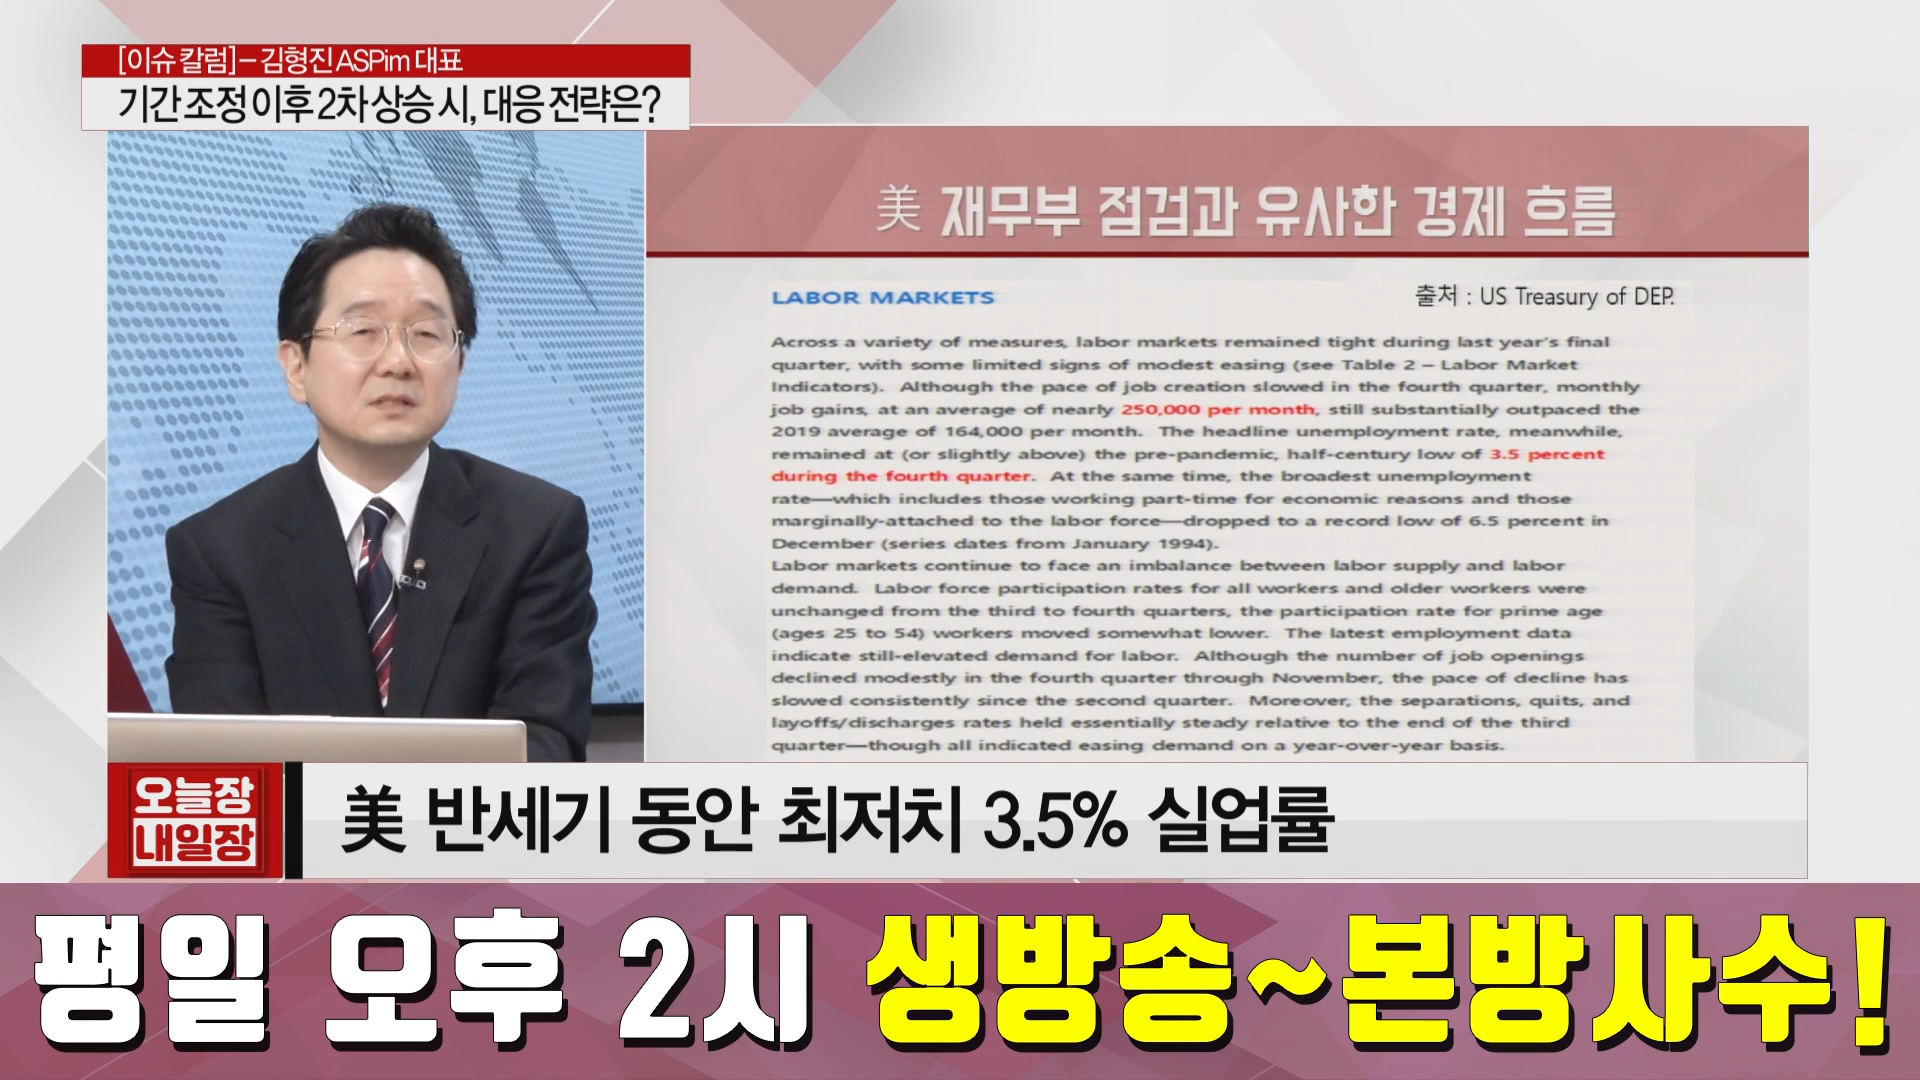 [이슈 칼럼] – 김형진 ASPim 대표
기간 조정 이후 2차 상승 시, 대응 전략은?
美 재무부 점검과 유사한 경제 흐름
LABOR MARKETS
출처 : US Treasury of DEP.
Across a variety of measures, labor markets remained tight during last year's final
quarter, with some limited signs of modest easing (see Table 2 – Labor Market
Indicators). Although the pace of job creation slowed in the fourth quarter, monthly
job gains, at an average of nearly 250,000 per month, still substantially outpaced the
2019 average of 164,000 per month. The headline unemployment rate, meanwhile,
remained at (or slightly above) the pre-pandemic, half-century low of 3.5 percent
during the fourth quarter. At the same time, the broadest unemployment
rate—which includes those working part-time for economic reasons and those
marginally-attached to the labor force—dropped to a record low of 6.5 percent in
December (series dates from January 1994).
Labor markets continue to face an imbalance between labor supply and labor
demand. Labor force participation rates for all workers and older workers were
unchanged from the third to fourth quarters, the participation rate for prime age
(ages 25 to 54) workers moved somewhat lower. The latest employment data
indicate still-elevated demand for labor. Although the number of job openings
declined modestly in the fourth quarter through November, the pace of decline has
slowed consistently since the second quarter. Moreover, the separations, quits, and
layoffs/discharges rates held essentially steady relative to the end of the third
quarter—though all indicated easing demand on a year-over-year basis.
오늘장
내일장
美 반세기 동안 최저치 3.5% 실업률
평일 오후 2시 생방송~본방사수!